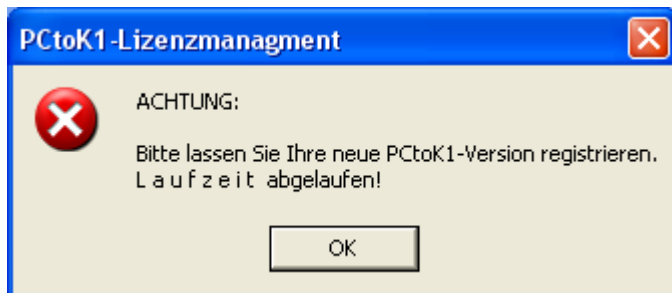 PCtoK1-Lizenzmanagment
ACHTUNG:
Bitte lassen Sie Ihre neue PCtoK1-Version registrieren.
L a u f z e i t  abgelaufen!
OK